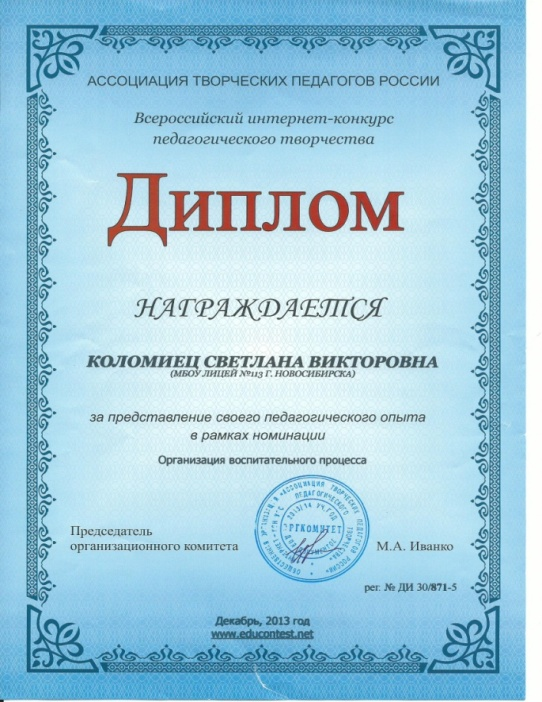 АССОЦИАЦИЯ ТВОРЧЕСКИХ ПЕДАГОГОВ РОССИИ
Всероссийский интернет-конкурс
педагогического творчества
Диплом
НАГРАЖДАЕТСЯ
КОЛОМИЕЦ СВЕТЛАНА ВИКТОРОВНА
(МБОУ ЛИЦЕЙ №113 Г. НОВОСИБИРСКА)
за представление своего педагогического опыта
в рамках номинации
Организация воспитательного процесса
ОРГКОМИТЕТ
Председатель
организационного комитета
М.А. Иванко
рег. № ДИ 30/871-5
Декабрь, 2013 год
www.educontest.net